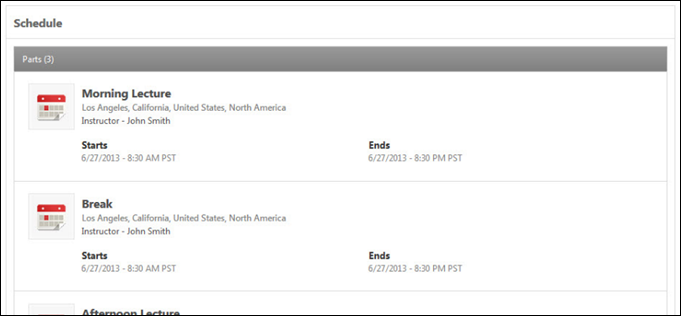 Schedule
Parts (3)
Morning Lecture
Los Angeles, California, United States, North America
Instructor - John Smith
Starts
Ends
6/27/2013 - 8:30 AM PST
6/27/2013 - 8:30 PM PST
Break
Los Angeles, California, United States, North America
Instructor - John Smith
Starts
Ends
6/27/2013 - 8:30 AM PST
6/27/2013 - 8:30 PM PST
Afternoon Lecture